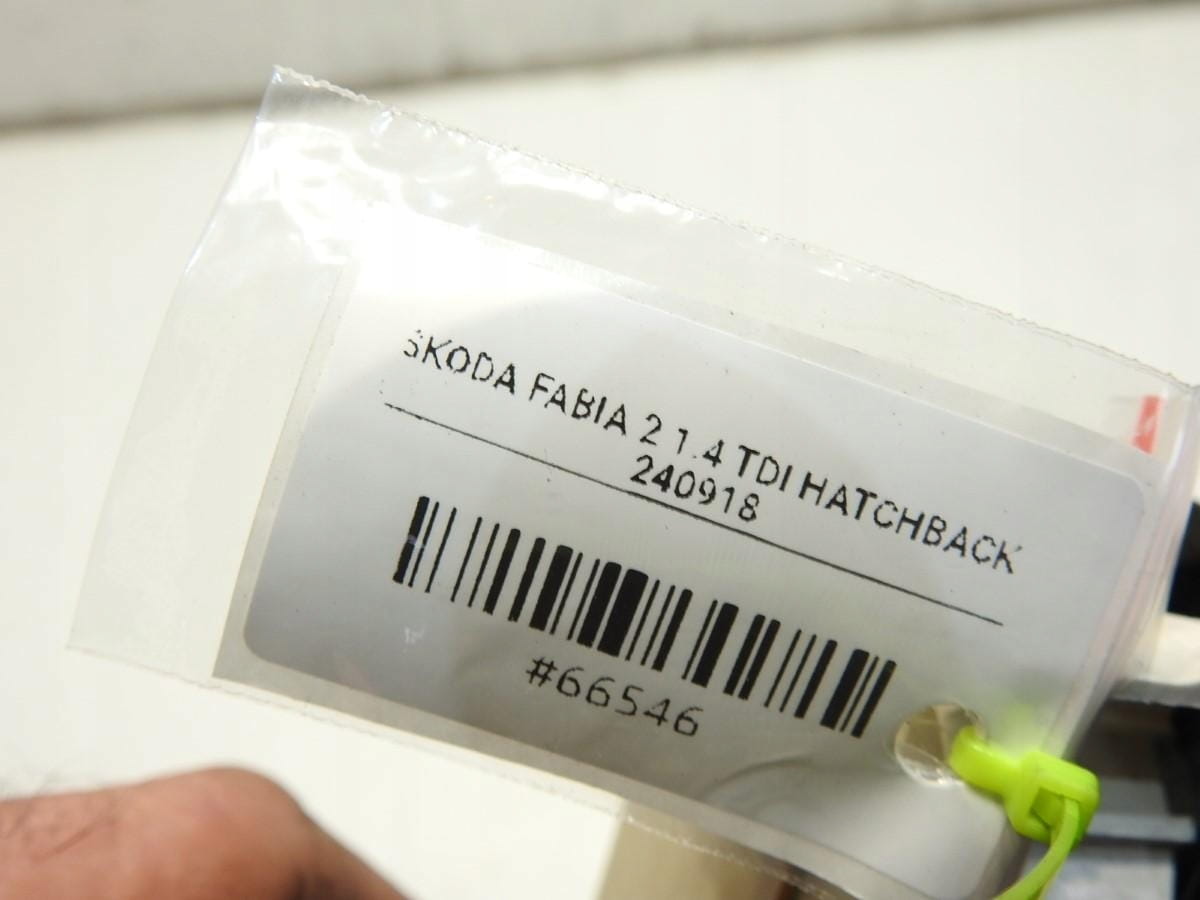 SKODA FABIA 2 1.4 TDI HATCHBACK
240918
#66546